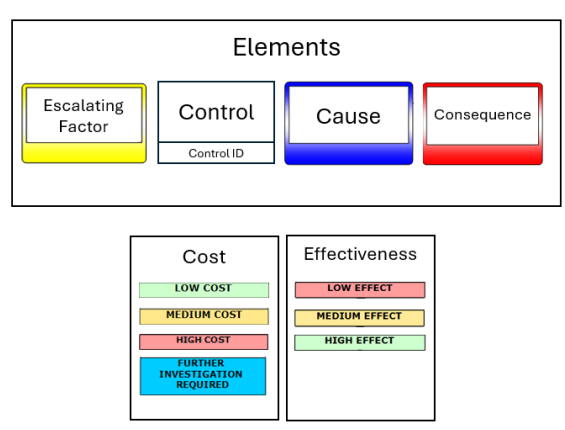 Elements
Escalating
Factor
Control
Control ID
Cause
Consequence
Cost
LOW COST
MEDIUM COST
HIGH COST
FURTHER
INVESTIGATION
REQUIRED
Effectiveness
LOW EFFECT
MEDIUM EFFECT
HIGH EFFECT